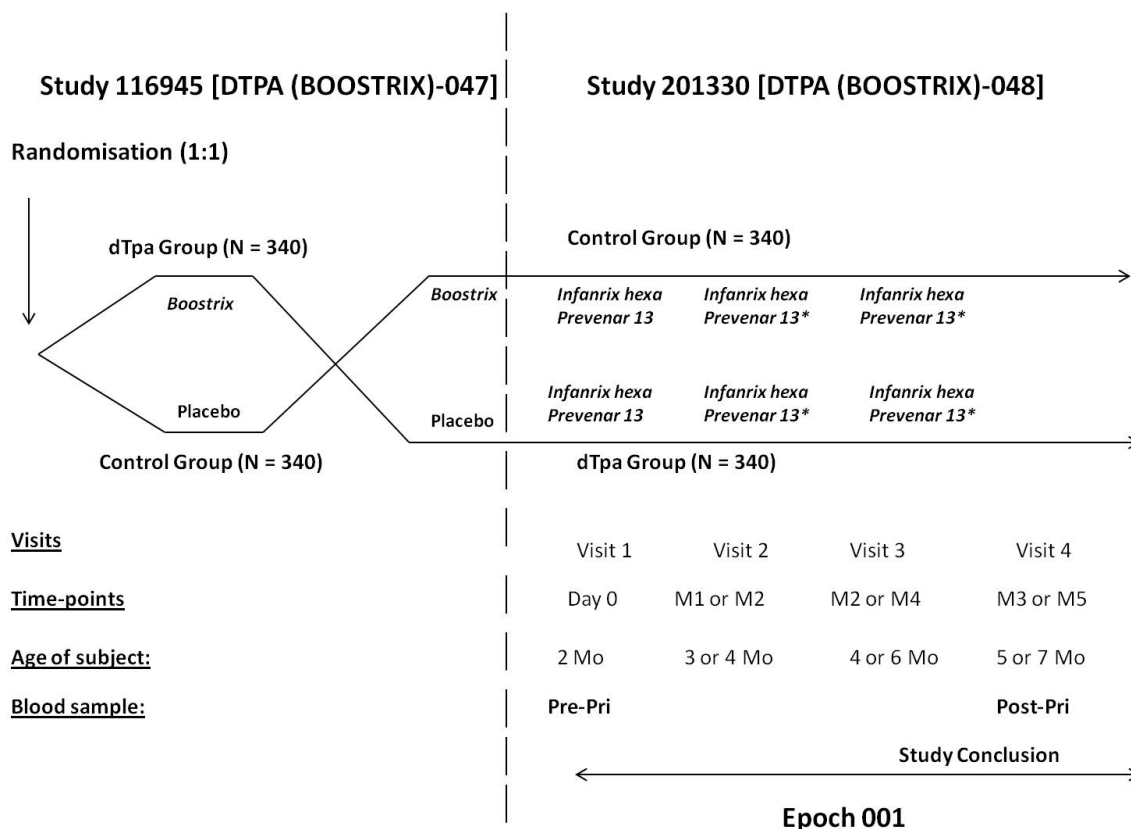 Study 116945 [DTPA (BOOSTRIX)-047]
Study 201330 [DTPA (BOOSTRIX)-048]
Randomisation (1:1)
dTpa Group (N = 340)
Control Group (N = 340)
Boostrix
Boostrix
Infanrix hexa
Prevenar 13
Infanrix hexa
Prevenar 13*
Infanrix hexa
Prevenar 13*
Placebo
Placebo
Infanrix hexa
Prevenar 13
Infanrix hexa
Prevenar 13*
Infanrix hexa
Prevenar 13*
Control Group (N = 340)
dTpa Group (N = 340)
Visits Visit 1 Visit 2 Visit 3 Visit 4
Time-points Day 0 M1 or M2 M2 or M4 M3 or M5
Age of subject: 2 Mo 3 or 4 Mo 4 or 6 Mo 5 or 7 Mo
Blood sample: Pre-Pri Post-Pri
Study Conclusion
Epoch 001